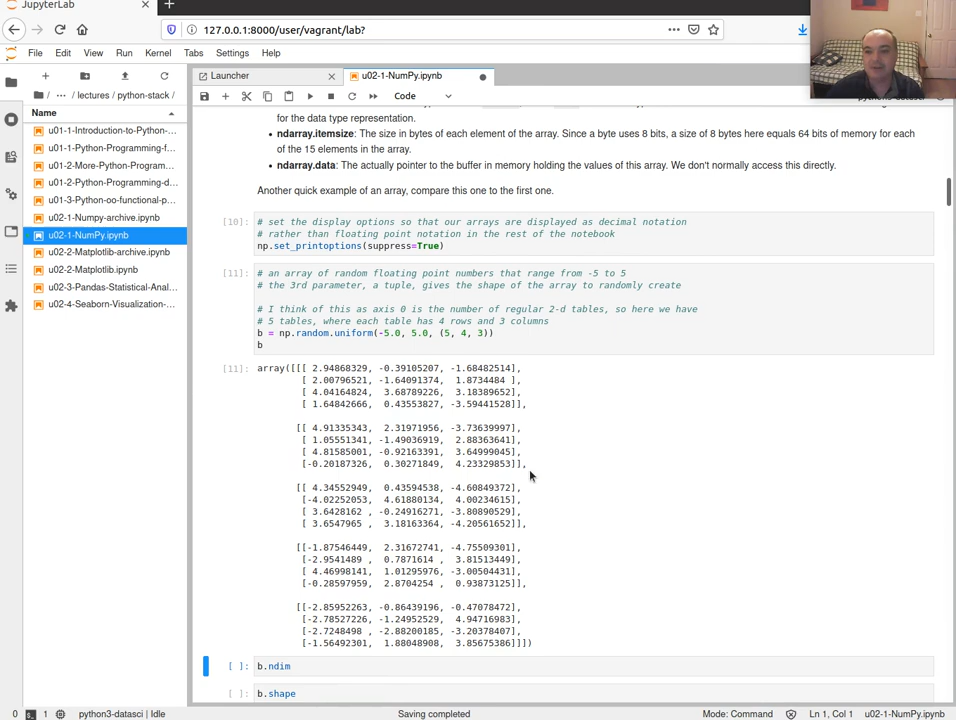 JupyterLab
127.0.0.1:8000/user/vagrant/lab?
File Edit View Run Kernel Tabs Settings Help
Launcher
u02-1-NumPy.ipynb
/ ··· / lectures / python-stack /
Code
Name
u01-1-Introduction-to-Python-...
u01-1-Python-Programming-f...
u01-2-More-Python-Program...
u01-2-Python-Programming-d...
u01-3-Python-oo-functional-p...
u02-1-Numpy-archive.ipynb
u02-1-NumPy.ipynb
u02-2-Matplotlib-archive.ipynb
u02-2-Matplotlib.ipynb
u02-3-Pandas-Statistical-Anal...
u02-4-Seaborn-Visualization-...
for the data type representation.
• ndarray.itemsize: The size in bytes of each element of the array. Since a byte uses 8 bits, a size of 8 bytes here equals 64 bits of memory for each
of the 15 elements in the array.
• ndarray.data: The actually pointer to the buffer in memory holding the values of this array. We don't normally access this directly.
Another quick example of an array, compare this one to the first one.
[10]: # set the display options so that our arrays are displayed as decimal notation
# rather than floating point notation in the rest of the notebook
np.set_printoptions(suppress=True)
[11]: # an array of random floating point numbers that range from -5 to 5
# the 3rd parameter, a tuple, gives the shape of the array to randomly create
# I think of this as axis 0 is the number of regular 2-d tables, so here we have
# 5 tables, where each table has 4 rows and 3 columns
b = np.random.uniform(-5.0, 5.0, (5, 4, 3))
b
[11]: array([[[ 2.94868329, -0.39105207, -1.68482514],
[ 2.00796521, -1.64091374, 1.8734484 ],
[ 4.04164824, 3.68789226, 3.18389652],
[ 1.64842666, 0.43553827, -3.59441528]],
[[ 4.91335343, 2.31971956, -3.73639997],
[ 1.05551341, -1.49036919, 2.88363641],
[ 4.81585001, -0.92163391, 3.64999045],
[-0.20187326, 0.30271849, 4.23329853]],
[[ 4.34552949, 0.43594538, -4.60849372],
[-4.02252053, 4.61880134, 4.00234615],
[ 3.6428162 , -0.24916271, -3.80890529],
[ 3.6547965 , 3.18163364, -4.20561652]],
[[-1.87546449, 2.31672741, -4.75509301],
[-2.9541489 , 0.7871614 , 3.81513449],
[ 4.46998141, 1.01295976, -3.00504431],
[-0.28597959, 2.8704254 , 0.93873125]],
[[-2.85952263, -0.86439196, -0.47078472],
[-2.78527226, -1.24952529, 4.94716983],
[-2.7248498 , -2.88200185, -3.20378407],
[-1.56492301, 1.88048908, 3.85675386]]])
[ ]: b.ndim
[ ]: b.shape
0 1 python3-datasci | Idle Saving completed Mode: Command Ln 1, Col 1 u02-1-NumPy.ipynb